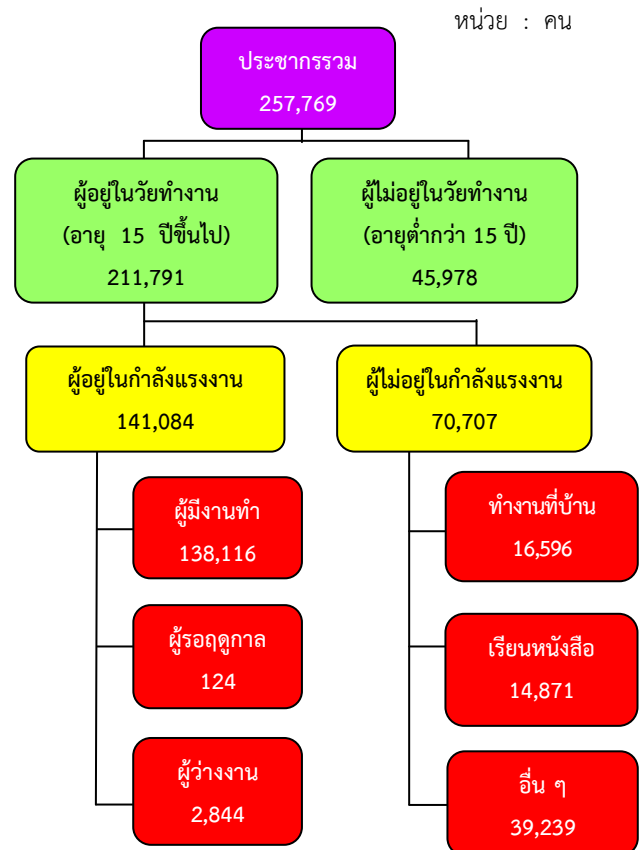 หน่วย : คน
ประชากรรวม
257,769
ผู้อยู่ในวัยทำงาน
(อายุ 15 ปีขึ้นไป)
211,791
ผู้ไม่อยู่ในวัยทำงาน
(อายุต่ำกว่า 15 ปี)
45,978
ผู้อยู่ในกำลังแรงงาน
141,084
ผู้ไม่อยู่ในกำลังแรงงาน
70,707
ผู้มีงานทำ
138,116
ผู้รอฤดูกาล
124
ผู้ว่างงาน
2,844
ทำงานที่บ้าน
16,596
เรียนหนังสือ
14,871
อื่น ๆ
39,239